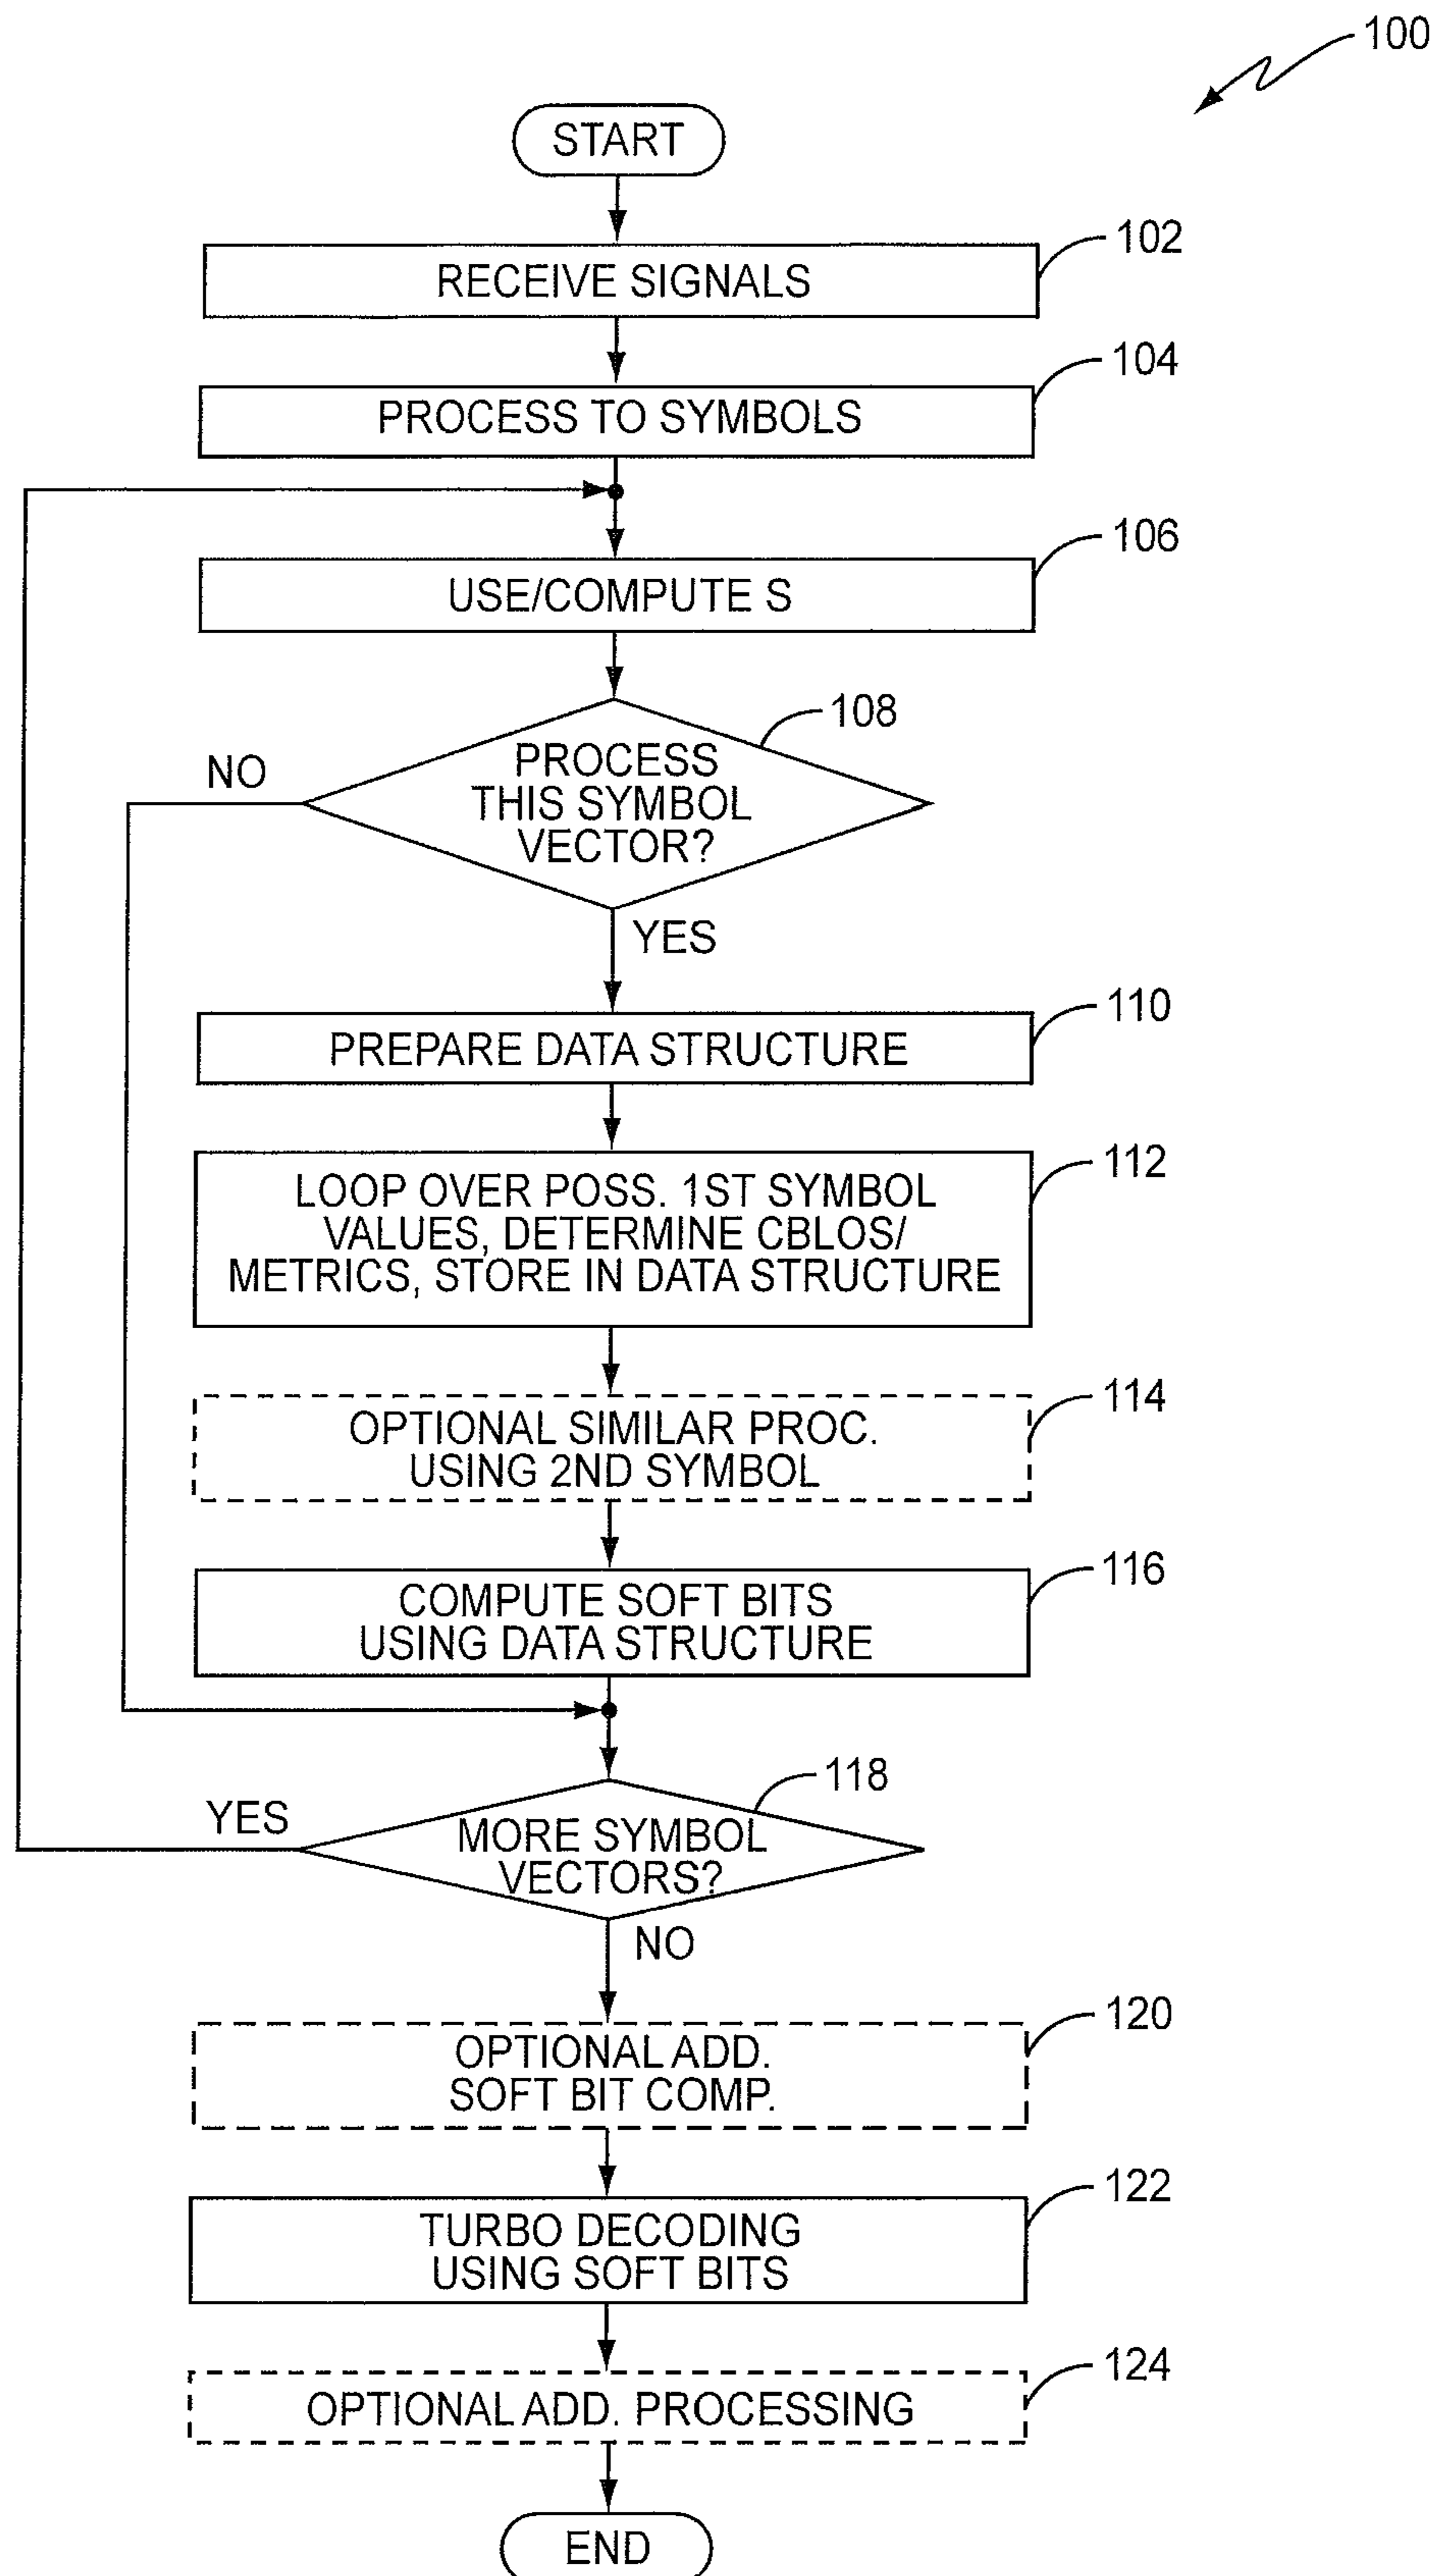 100
START
102
RECEIVE SIGNALS
104
PROCESS TO SYMBOLS
106
USE/COMPUTE S
108
NO
PROCESS
THIS SYMBOL
VECTOR?
YES
110
PREPARE DATA STRUCTURE
112
LOOP OVER POSS. 1ST SYMBOL
VALUES, DETERMINE CBLOS/
METRICS, STORE IN DATA STRUCTURE
114
OPTIONAL SIMILAR PROC.
USING 2ND SYMBOL
116
COMPUTE SOFT BITS
USING DATA STRUCTURE
118
YES
MORE SYMBOL
VECTORS?
NO
120
OPTIONAL ADD.
SOFT BIT COMP.
122
TURBO DECODING
USING SOFT BITS
124
OPTIONAL ADD. PROCESSING
END